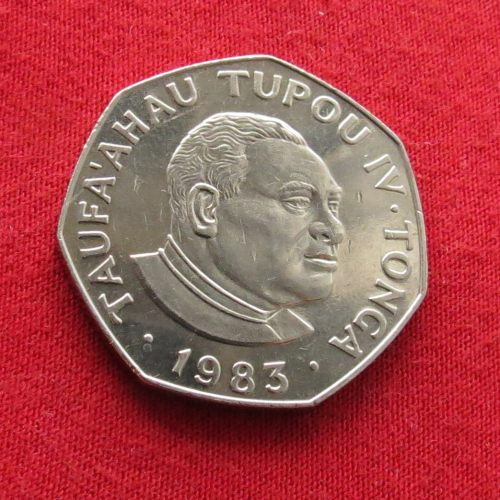 TAUFA'AHAU TUPOU IV · TONGA
· 1983 ·